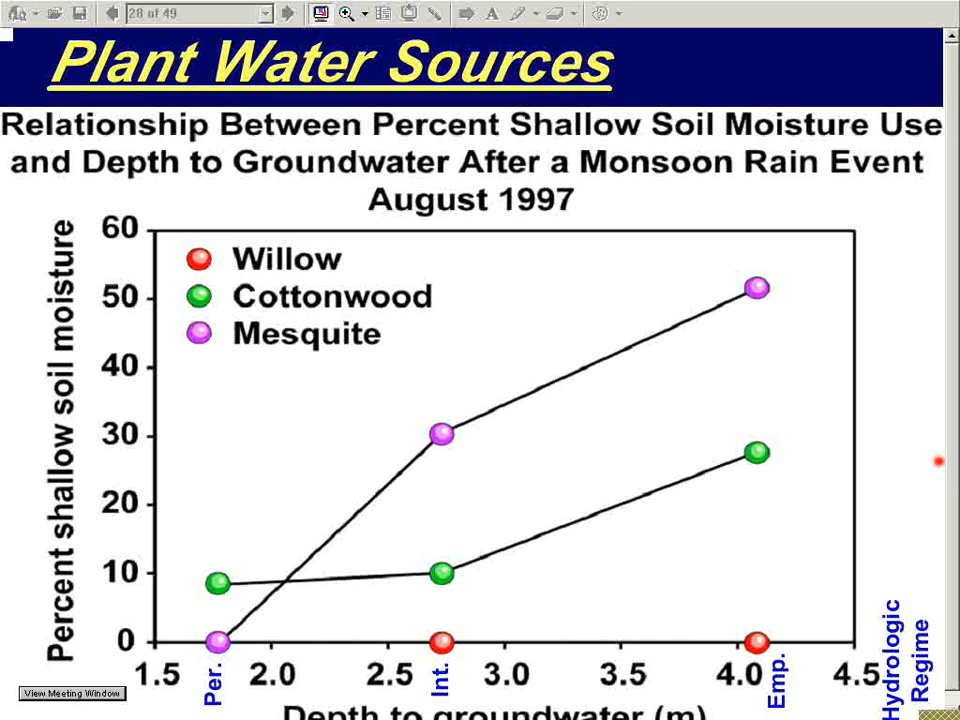 28 of 49
Plant Water Sources
Relationship Between Percent Shallow Soil Moisture Use
and Depth to Groundwater After a Monsoon Rain Event
August 1997
Percent shallow soil moisture
60
50
40
30
20
10
0
Willow
Cottonwood
Mesquite
1.5 2.0 2.5 3.0 3.5 4.0 4.5
Per.
Int.
Emp.
Hydrologic
Regime
View Meeting Window
Depth to groundwater (m)